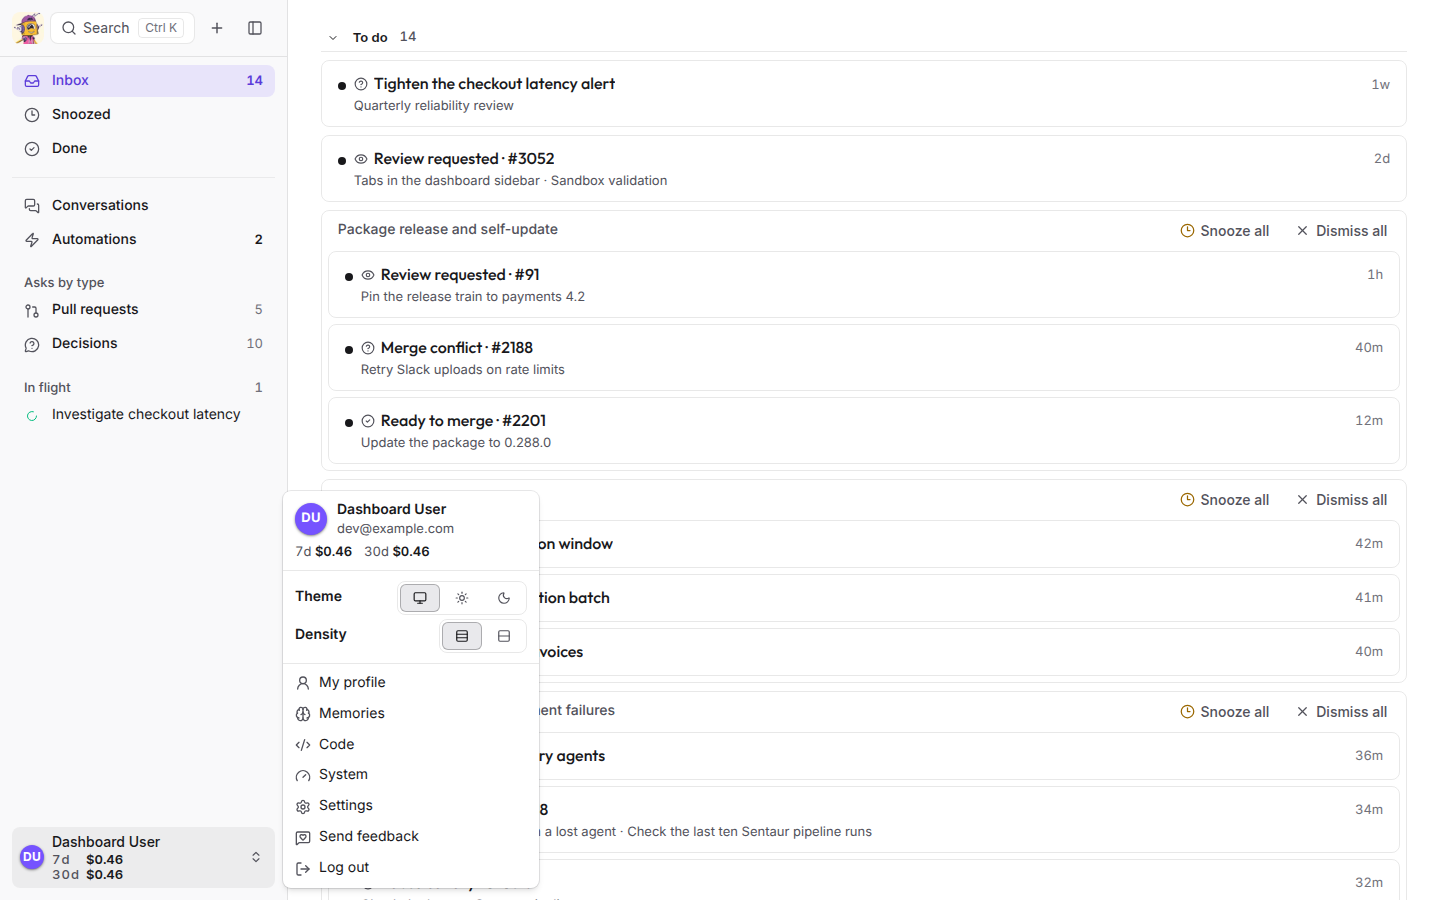 Search Ctrl K
Inbox 14
Snoozed
Done
Conversations
Automations 2
Asks by type
Pull requests 5
Decisions 10
In flight 1
Investigate checkout latency
To do 14
Tighten the checkout latency alert 1w
Quarterly reliability review
Review requested · #3052 2d
Tabs in the dashboard sidebar · Sandbox validation
Package release and self-update Snooze all Dismiss all
Review requested · #91 1h
Pin the release train to payments 4.2
Merge conflict · #2188 40m
Retry Slack uploads on rate limits
Ready to merge · #2201 12m
Update the package to 0.288.0
Snooze all Dismiss all
on window 42m
tion batch 41m
voices 40m
ent failures Snooze all Dismiss all
ry agents 36m
8 34m
a lost agent · Check the last ten Sentaur pipeline runs
32m
DU Dashboard User
dev@example.com
7d $0.46 30d $0.46
Theme
Density
My profile
Memories
Code
System
Settings
Send feedback
Log out
DU Dashboard User
7d $0.46
30d $0.46